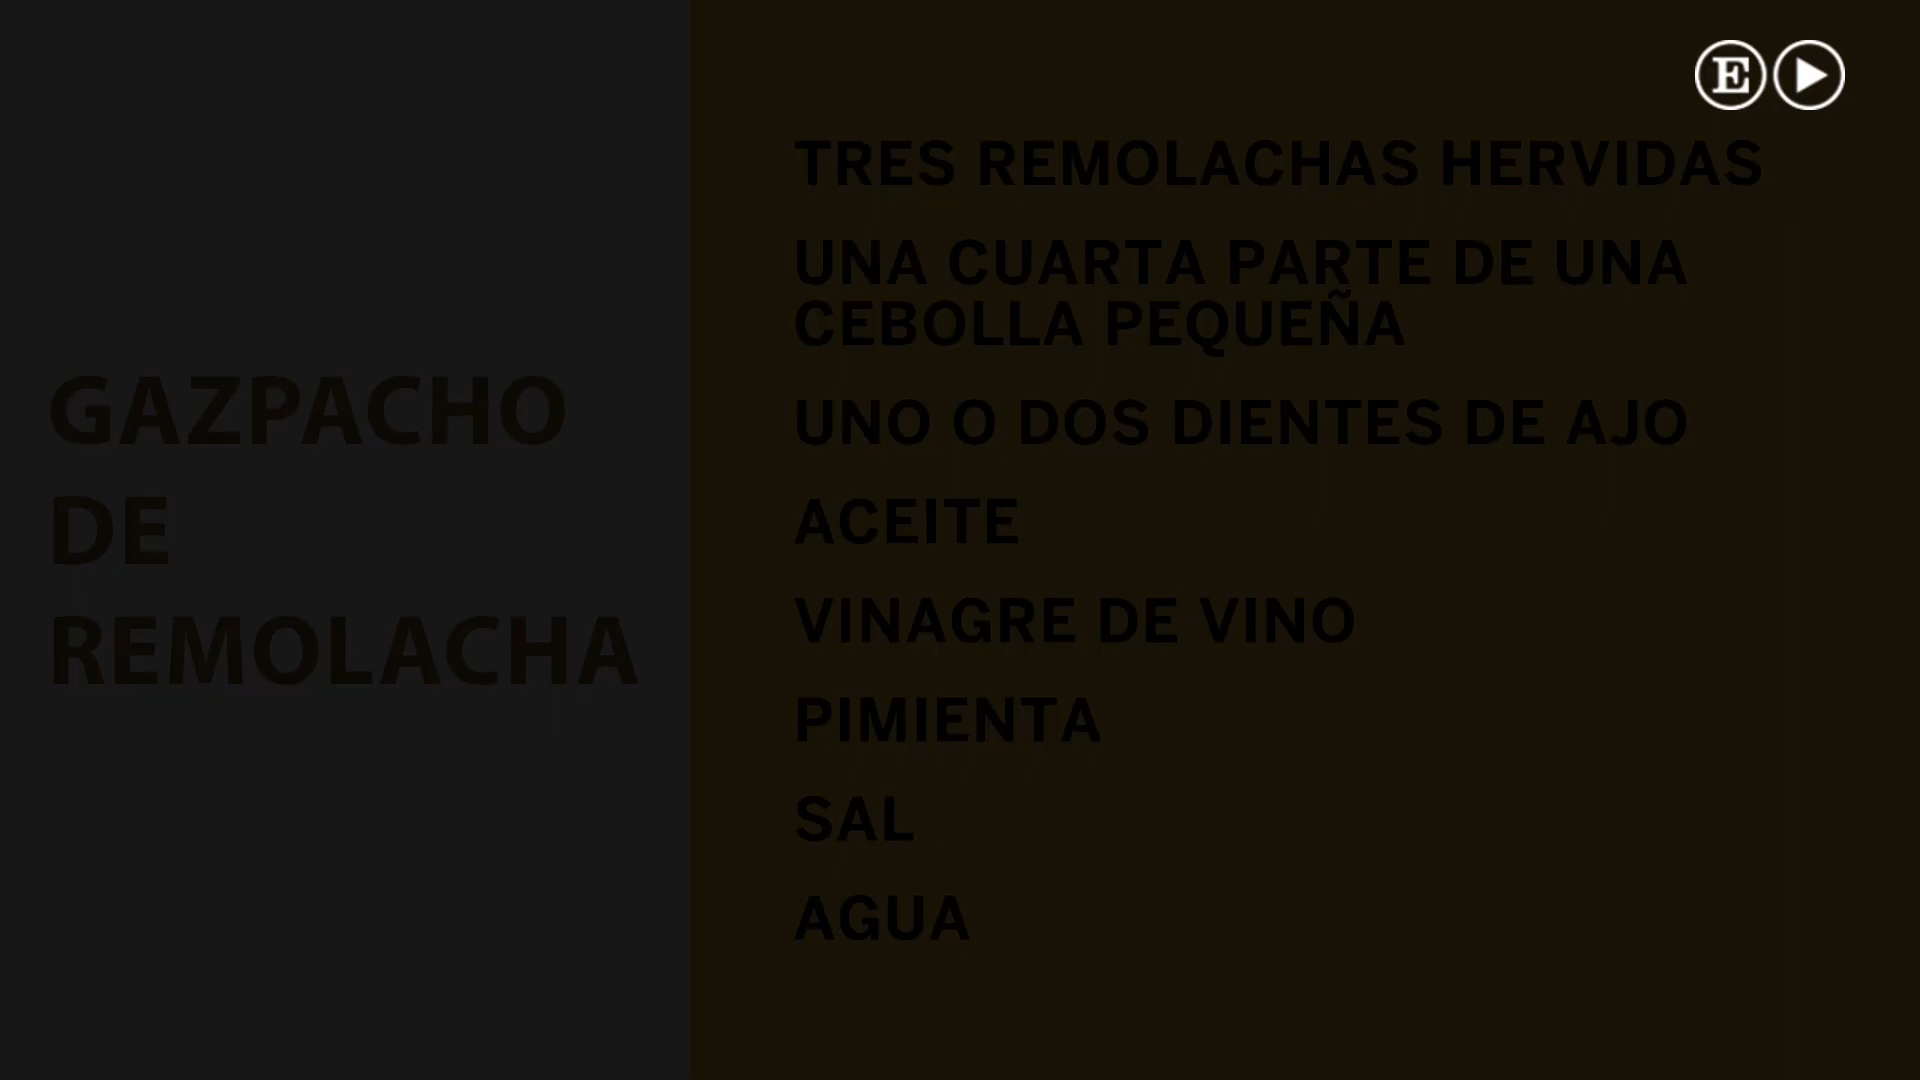 E
GAZPACHO
DE
REMOLACHA
TRES REMOLACHAS HERVIDAS
UNA CUARTA PARTE DE UNA
CEBOLLA PEQUEÑA
UNO O DOS DIENTES DE AJO
ACEITE
VINAGRE DE VINO
PIMIENTA
SAL
AGUA